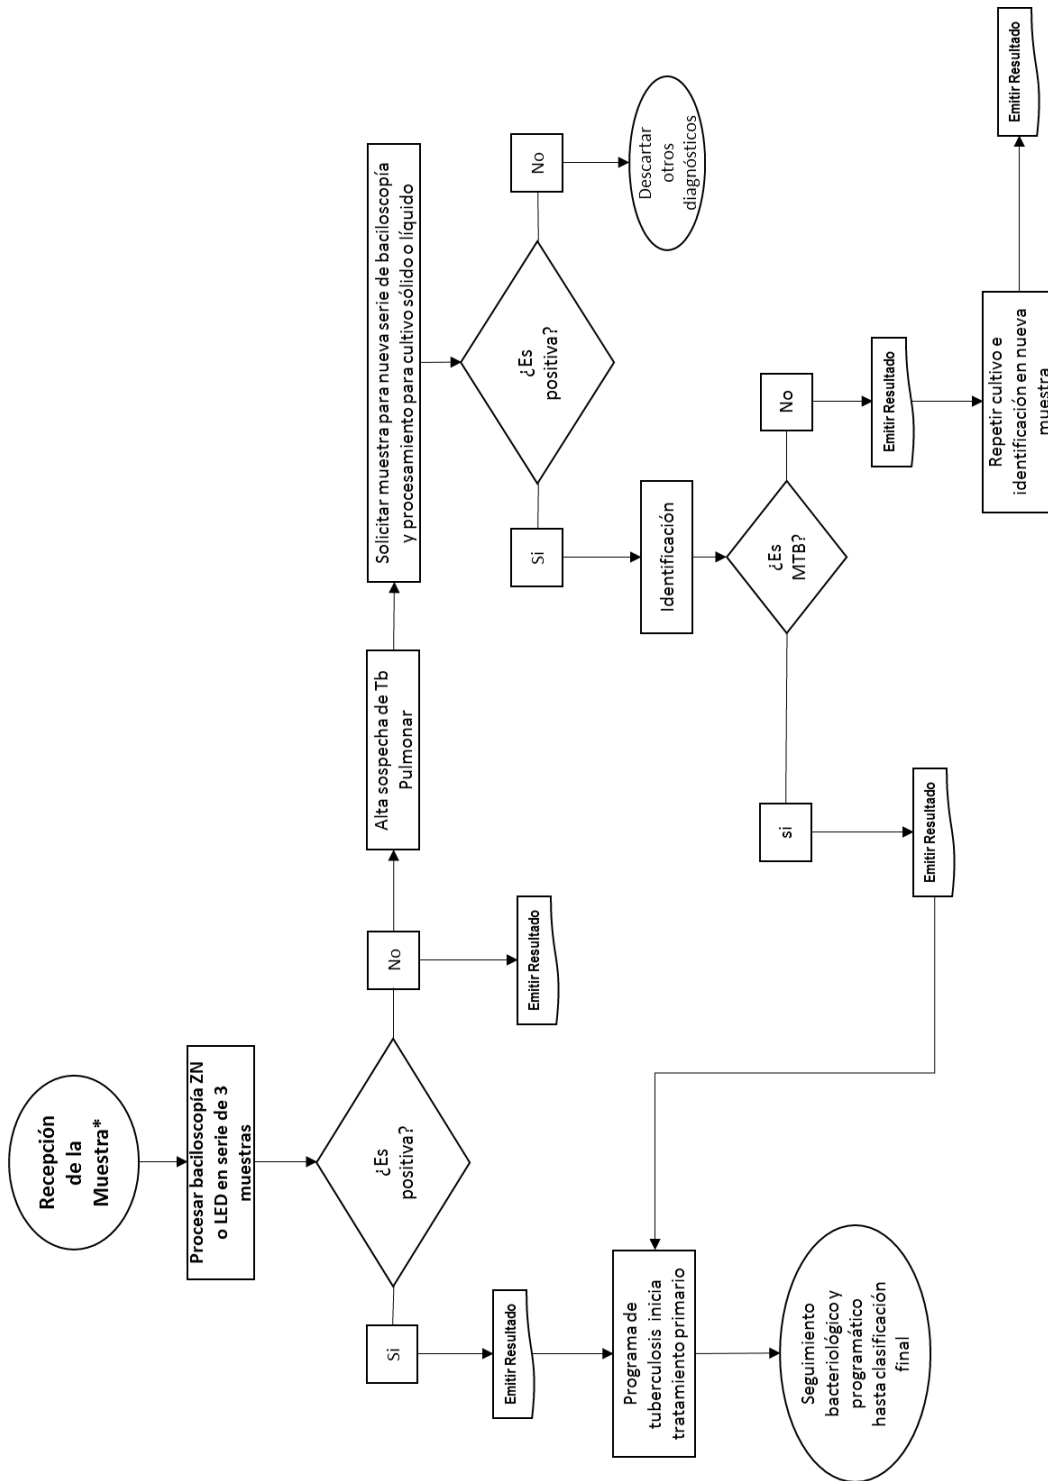 Recepción
de la
Muestra*
Procesar baciloscopía ZN
o LED en serie de 3
muestras
¿Es
positiva?
Si
Emitir Resultado
Programa de
tuberculosis inicia
tratamiento primario
Seguimiento
bacteriológico y
programático
hasta clasificación
final
No
Emitir Resultado
Alta sospecha de Tb
Pulmonar
Solicitar muestra para nueva serie de baciloscopía
y procesamiento para cultivo sólido o líquido
¿Es
positiva?
Si
No
Descartar
otros
diagnósticos
Identificación
¿Es
MTB?
si
Emitir Resultado
No
Emitir Resultado
Repetir cultivo e
identificación en nueva
muestra
Emitir Resultado